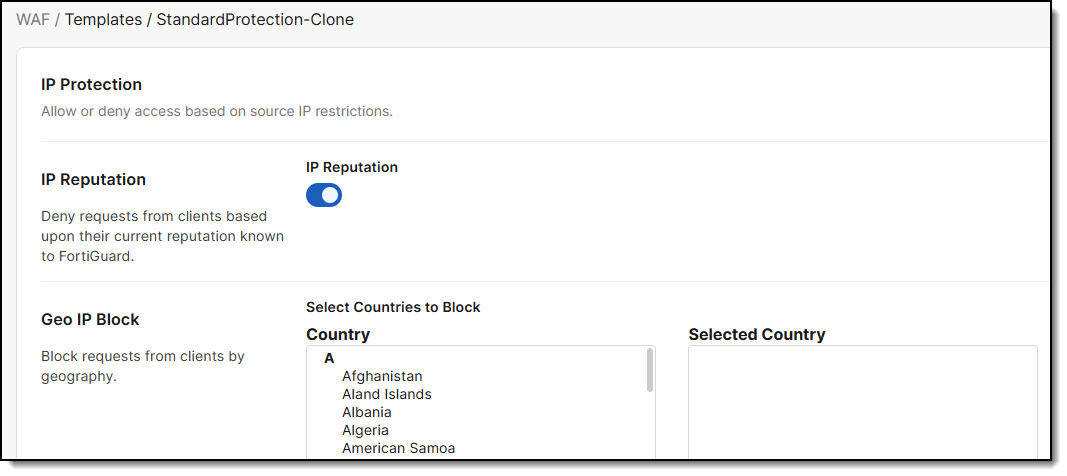 WAF / Templates / StandardProtection-Clone
IP Protection
Allow or deny access based on source IP restrictions.
IP Reputation
Deny requests from clients based
upon their current reputation known
to FortiGuard.
IP Reputation
Geo IP Block
Block requests from clients by
geography.
Select Countries to Block
Country
A
Afghanistan
Aland Islands
Albania
Algeria
American Samoa
Selected Country